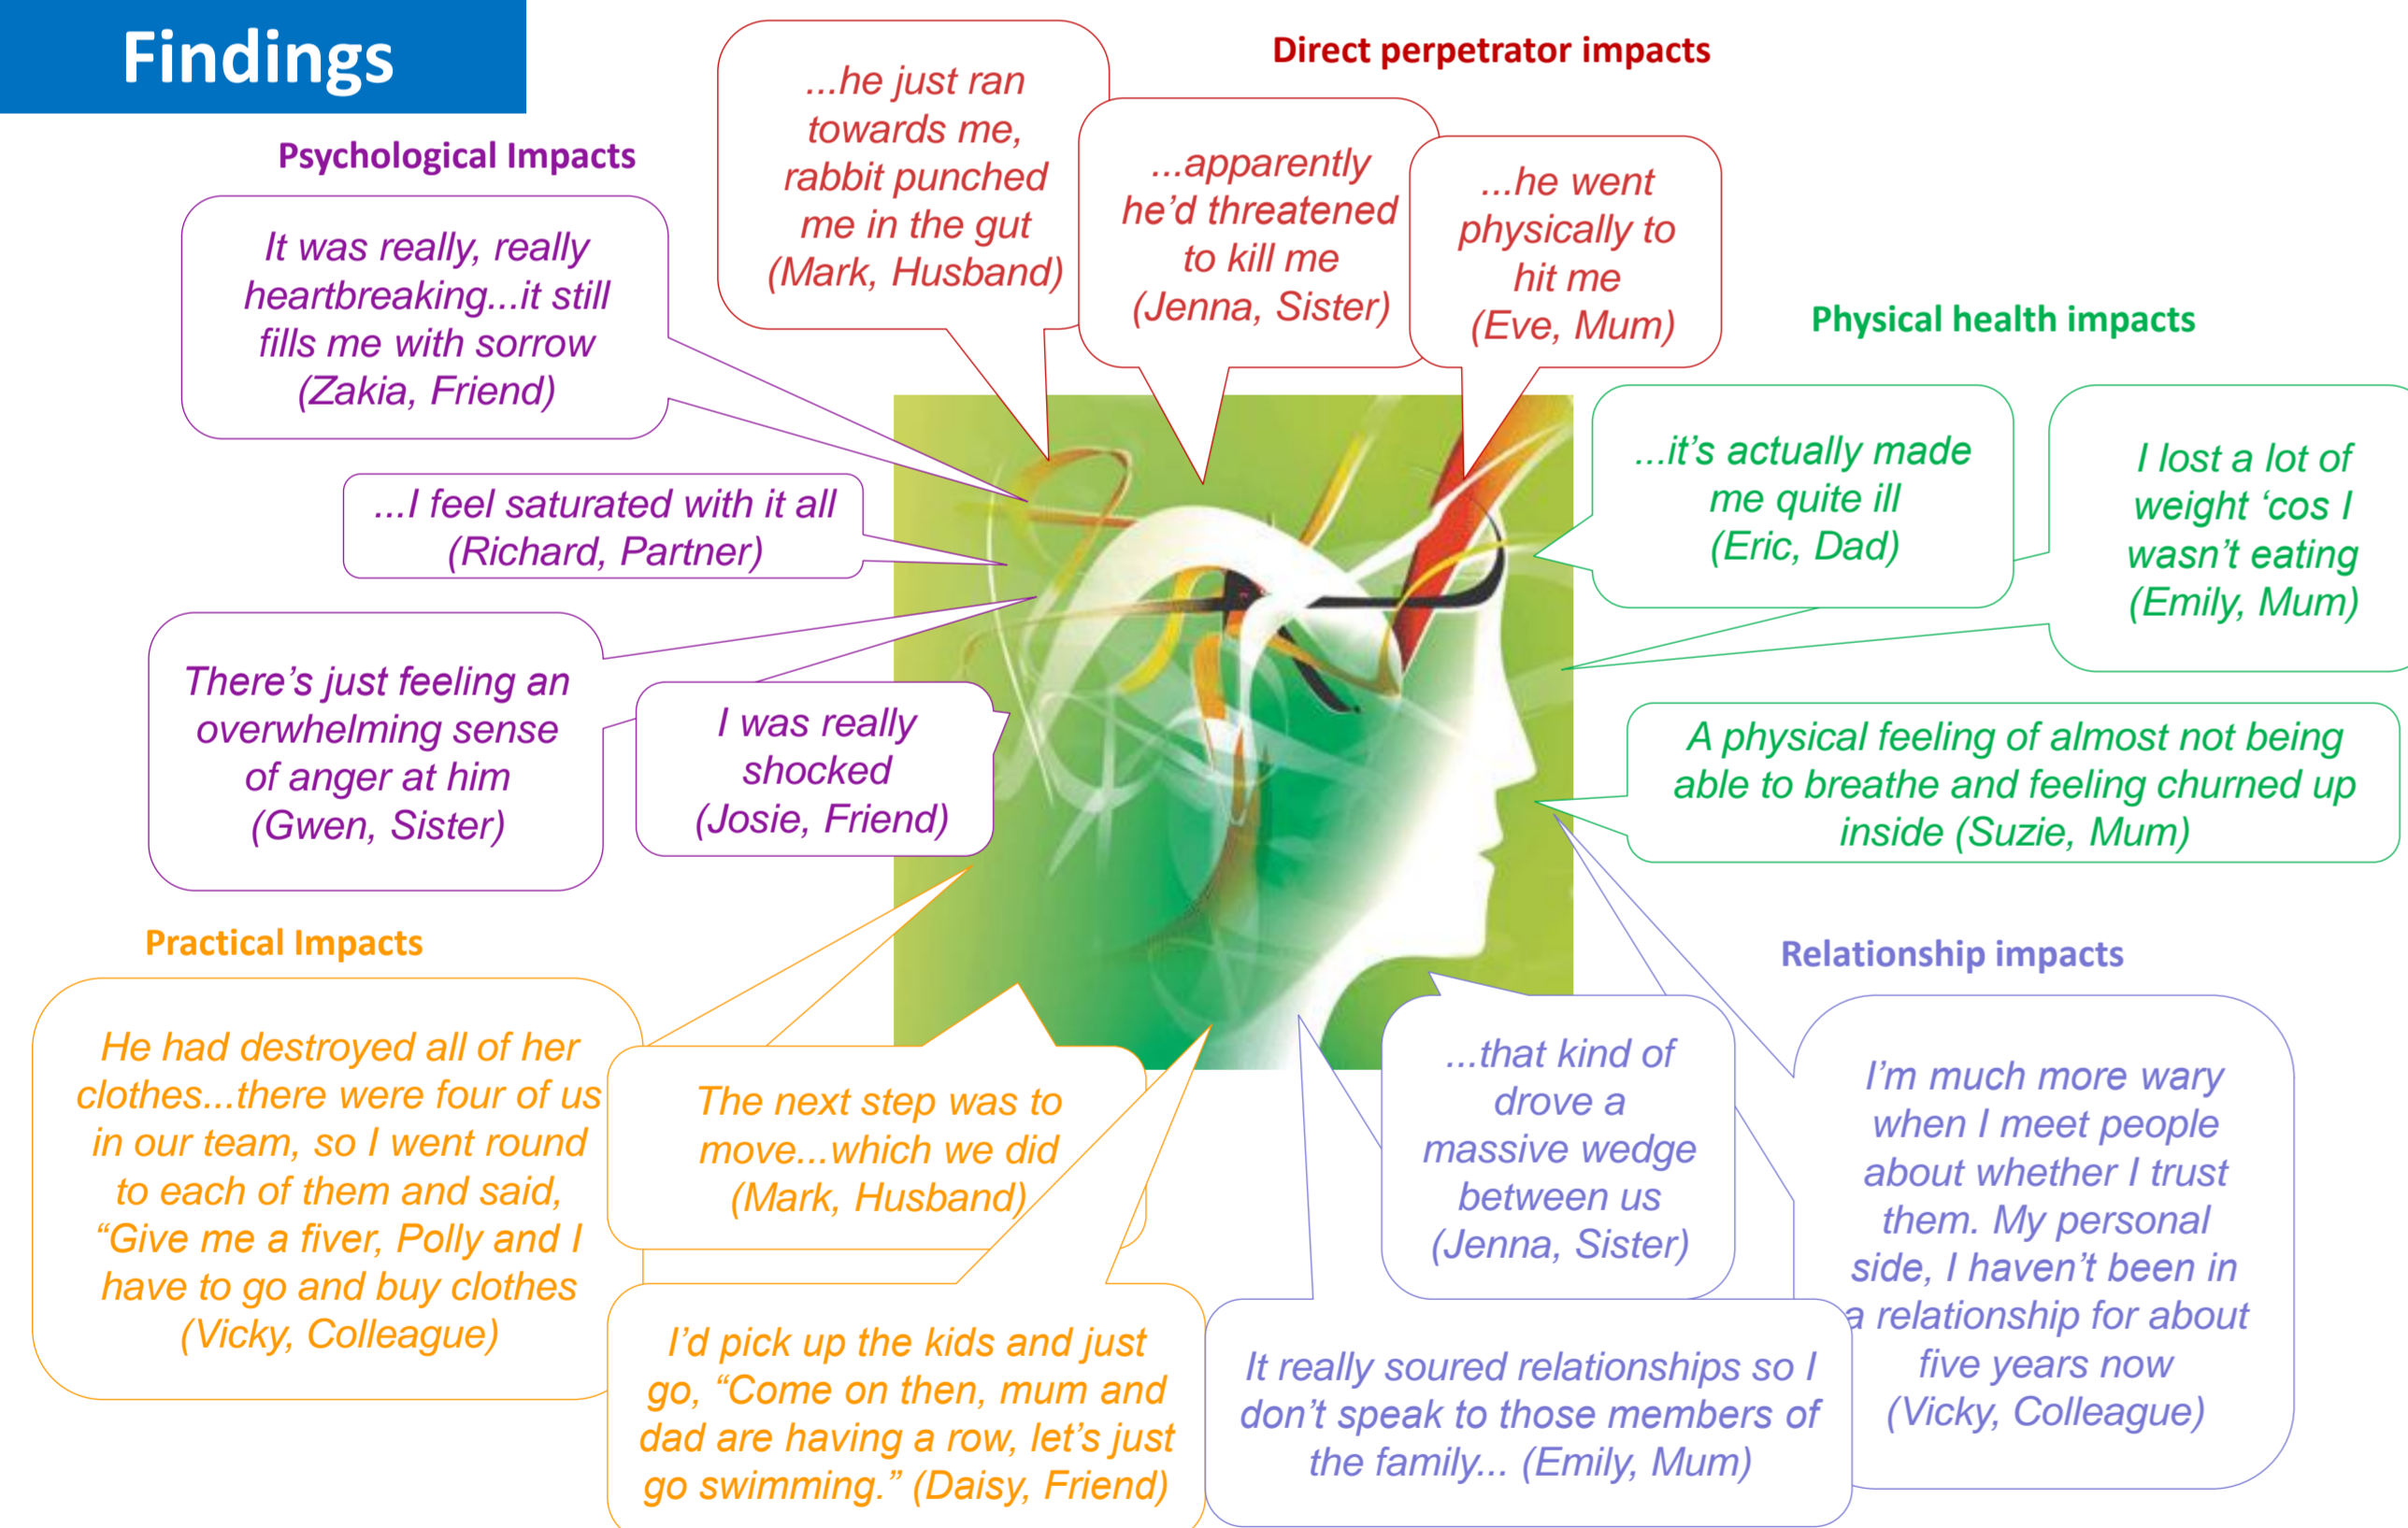 Findings
Psychological Impacts
It was really, really
heartbreaking...it still
fills me with sorrow
(Zakia, Friend)
...I feel saturated with it all
(Richard, Partner)
There’s just feeling an
overwhelming sense
of anger at him
(Gwen, Sister)
I was really
shocked
(Josie, Friend)
Direct perpetrator impacts
...he just ran
towards me,
rabbit punched
me in the gut
(Mark, Husband)
...apparently
he’d threatened
to kill me
(Jenna, Sister)
...he went
physically to
hit me
(Eve, Mum)
Physical health impacts
...it’s actually made
me quite ill
(Eric, Dad)
I lost a lot of
weight ‘cos I
wasn’t eating
(Emily, Mum)
A physical feeling of almost not being
able to breathe and feeling churned up
inside (Suzie, Mum)
Practical Impacts
He had destroyed all of her
clothes...there were four of us
in our team, so I went round
to each of them and said,
“Give me a fiver, Polly and I
have to go and buy clothes
(Vicky, Colleague)
The next step was to
move...which we did
(Mark, Husband)
I’d pick up the kids and just
go, “Come on then, mum and
dad are having a row, let’s just
go swimming.” (Daisy, Friend)
Relationship impacts
...that kind of
drove a
massive wedge
between us
(Jenna, Sister)
I’m much more wary
when I meet people
about whether I trust
them. My personal
side, I haven’t been in
a relationship for about
five years now
(Vicky, Colleague)
It really soured relationships so I
don’t speak to those members of
the family... (Emily, Mum)